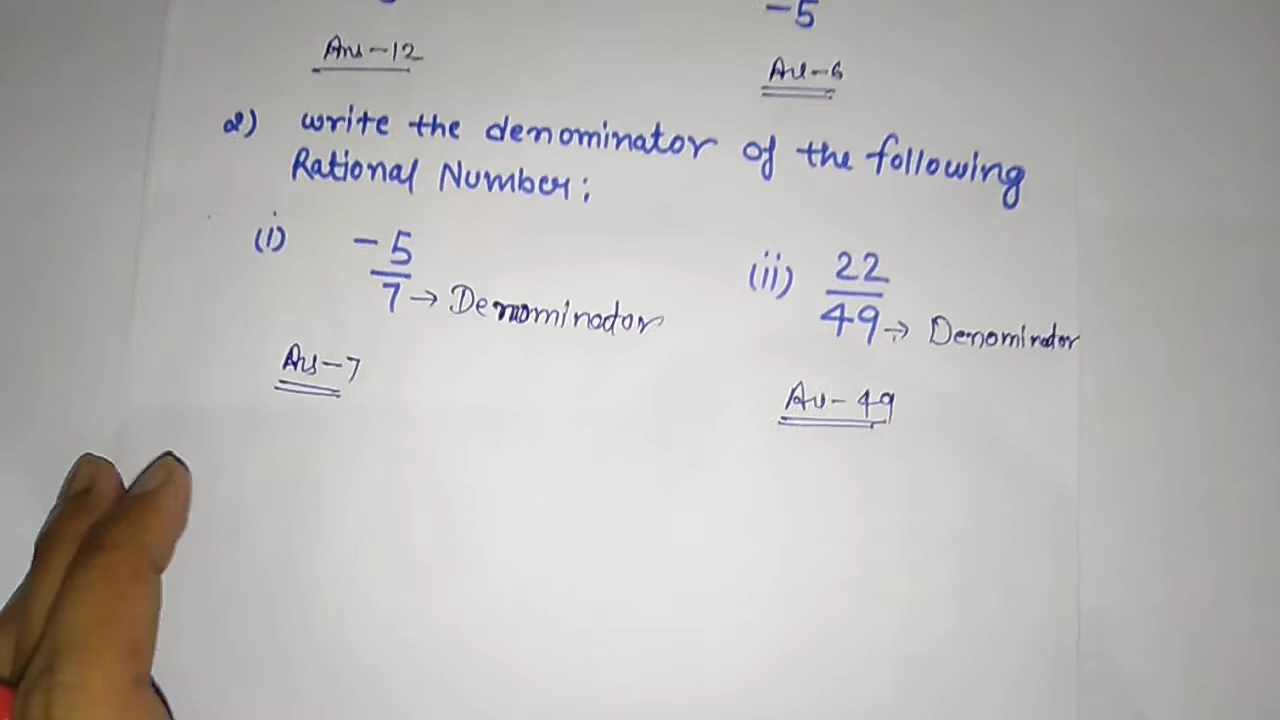 -5
Ans-12
Ans-6
2) write the denominator of the following
Rational Number:
(i) -5/7 → Denominator
(ii) 22/49 → Denominator
Ans-7
Ans-49